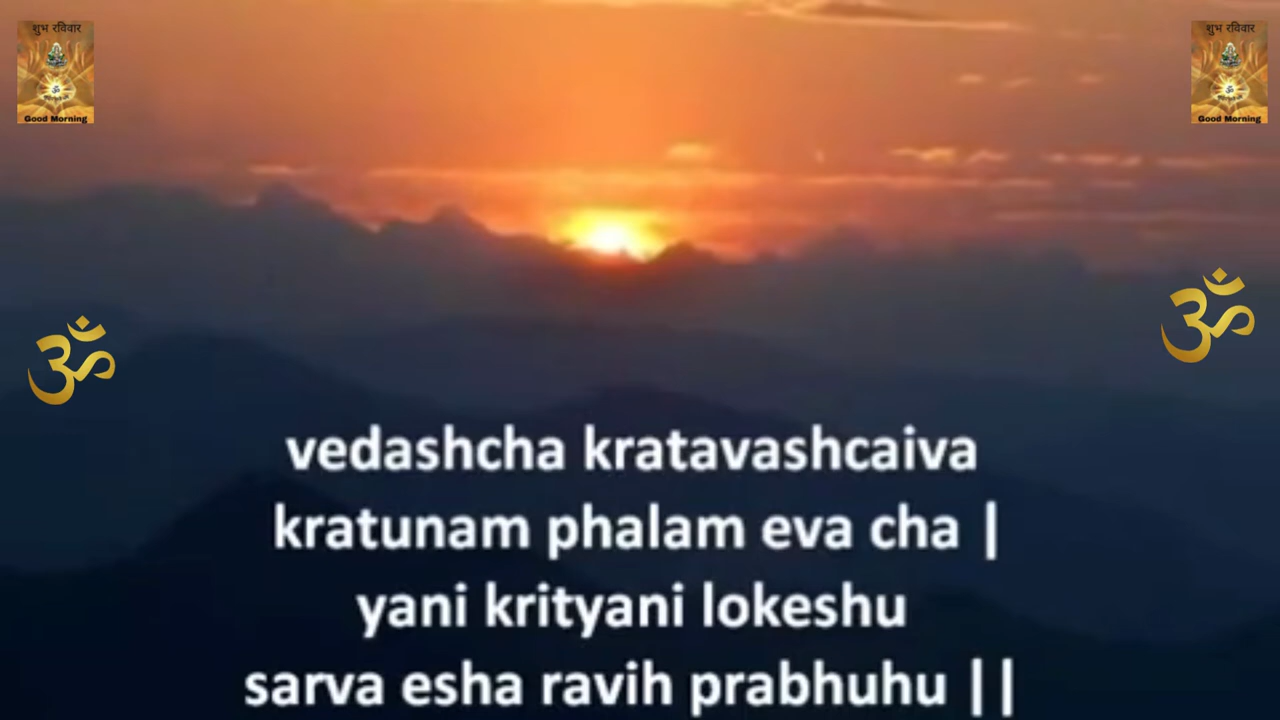 शुभ रविवार
ॐ
Good Morning
शुभ रविवार
ॐ
Good Morning
ॐ
ॐ
vedashcha kratavashcaiva
kratunam phalam eva cha |
yani krityani lokeshu
sarva esha ravih prabhuhu ||